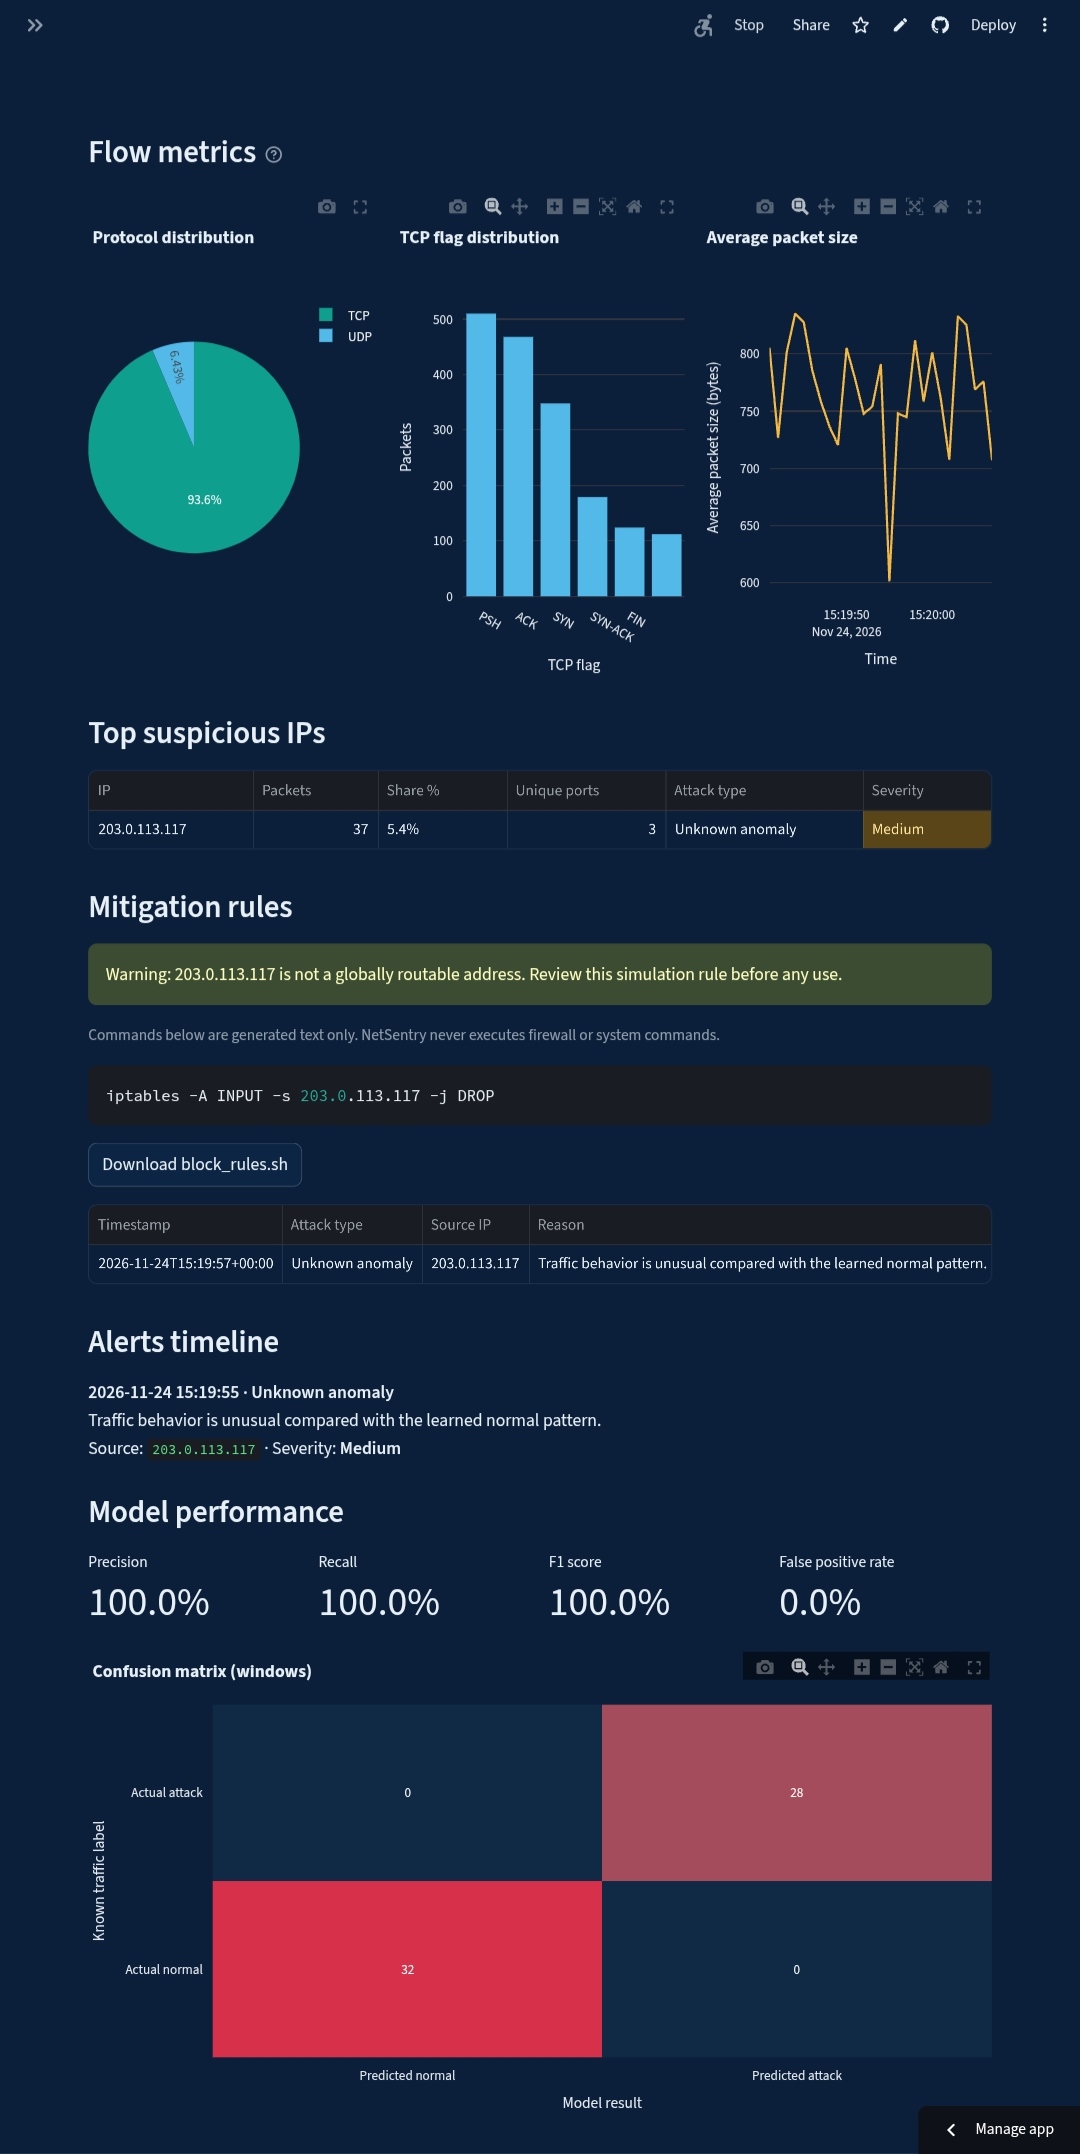 Stop Share Deploy
Flow metrics
Protocol distribution
TCP
UDP
6.43%
93.6%
TCP flag distribution
500
400
300
200
100
0
Packets
PSH ACK SYN SYN-ACK FIN
TCP flag
Average packet size
800
750
700
650
600
Average packet size (bytes)
15:19:50 15:20:00
Nov 24, 2026
Time
Top suspicious IPs
IP Packets Share % Unique ports Attack type Severity
203.0.113.117 37 5.4% 3 Unknown anomaly Medium
Mitigation rules
Warning: 203.0.113.117 is not a globally routable address. Review this simulation rule before any use.
Commands below are generated text only. NetSentry never executes firewall or system commands.
iptables -A INPUT -s 203.0.113.117 -j DROP
Download block_rules.sh
Timestamp Attack type Source IP Reason
2026-11-24T15:19:57+00:00 Unknown anomaly 203.0.113.117 Traffic behavior is unusual compared with the learned normal pattern.
Alerts timeline
2026-11-24 15:19:55 · Unknown anomaly
Traffic behavior is unusual compared with the learned normal pattern.
Source: 203.0.113.117 · Severity: Medium
Model performance
Precision Recall F1 score False positive rate
100.0% 100.0% 100.0% 0.0%
Confusion matrix (windows)
Known traffic label
Actual attack 0 28
Actual normal 32 0
Predicted normal Predicted attack
Model result
Manage app